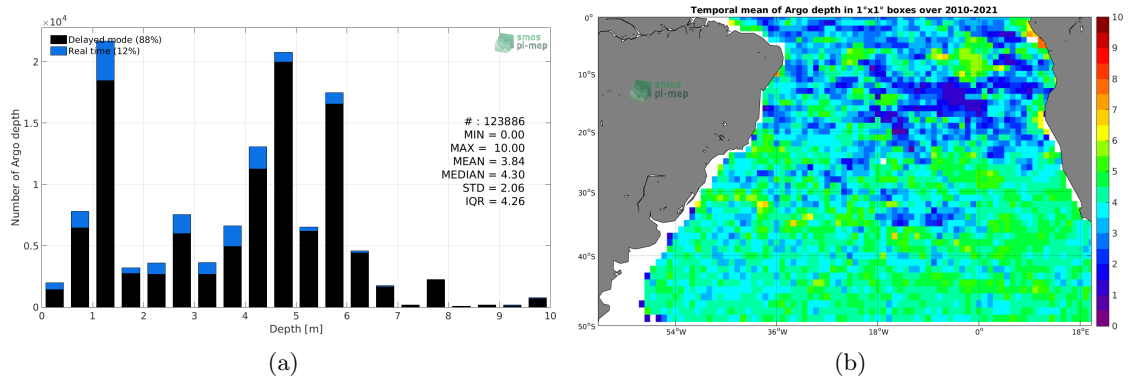 ×10⁴
Delayed mode (88%)
Real time (12%)
smos
pi-mep
# : 123886
MIN = 0.00
MAX = 10.00
MEAN = 3.84
MEDIAN = 4.30
STD = 2.06
IQR = 4.26
Number of Argo depth
2
1.5
1
0.5
0
0 1 2 3 4 5 6 7 8 9 10
Depth [m]
(a)
Temporal mean of Argo depth in 1°x1° boxes over 2010-2021
smos
pi-mep
0°
10°S
20°S
30°S
40°S
50°S
54°W 36°W 18°W 0° 18°E
10
9
8
7
6
5
4
3
2
1
0
(b)